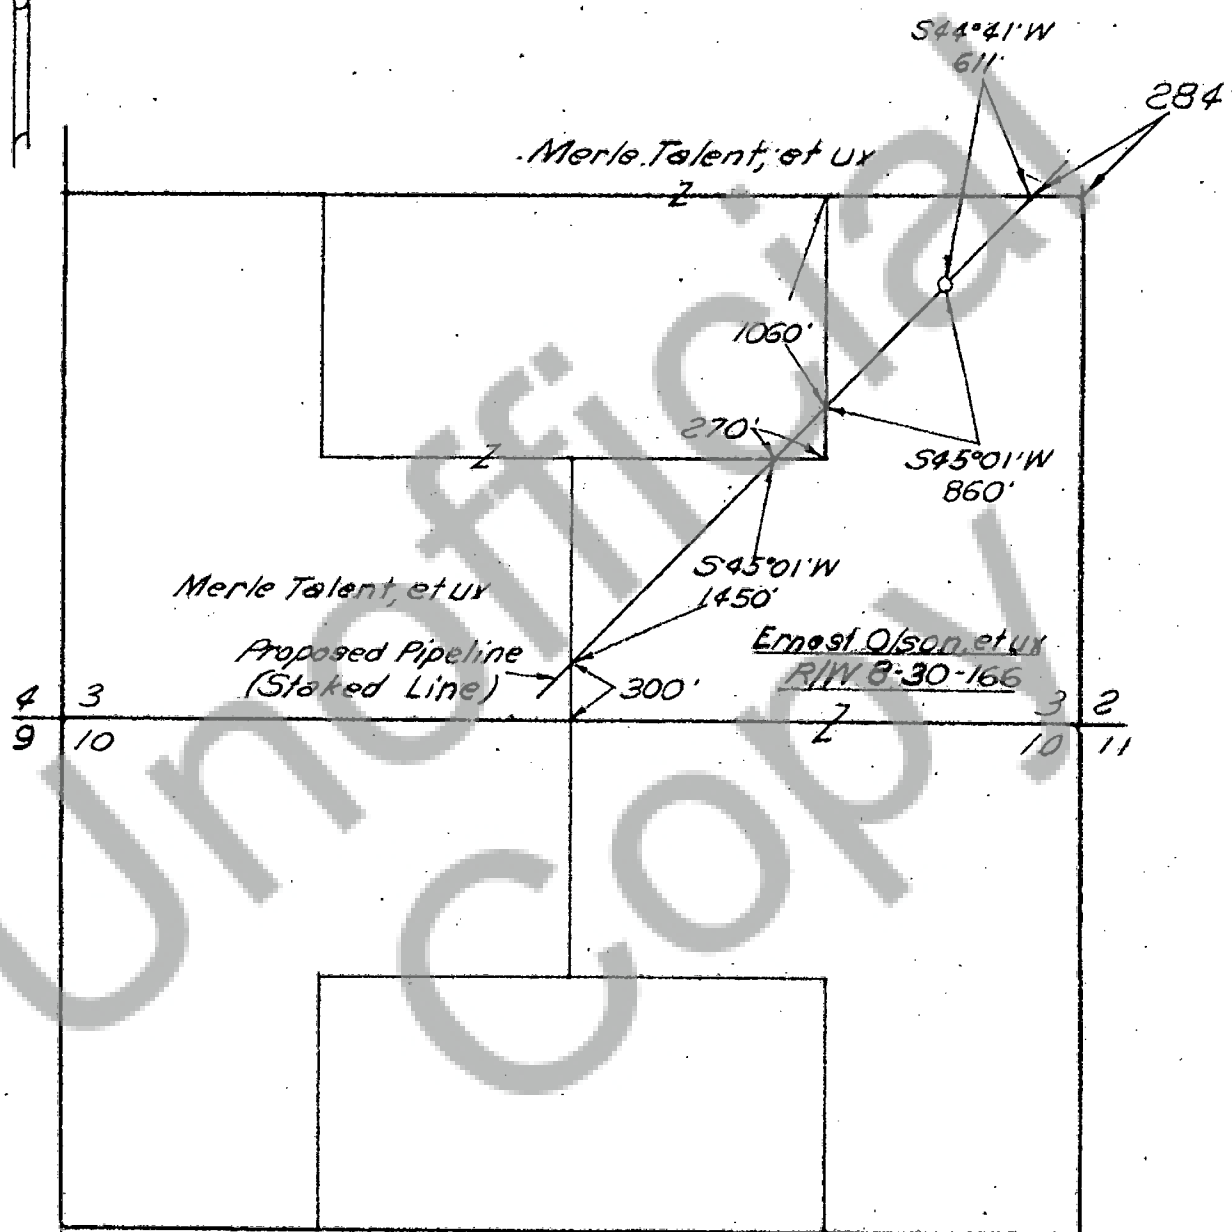 S44°41'W
611'
284
Merle Talent, et ux
Z
1060'
270'
Z
S45°01'W
860'
S45°01'W
1450'
Merle Talent, et ux
Ernest Olson, et ux
R/W 8-30-166
Proposed Pipeline
(Staked Line)
300'
4 3
3 2
9 10
Z
10 11
Unofficial
Copy